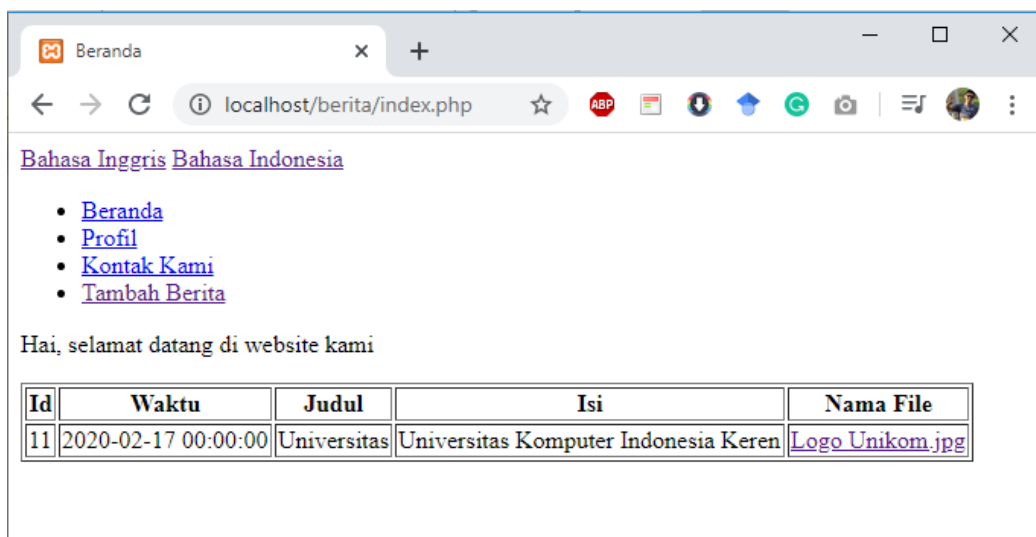 Beranda
localhost/berita/index.php
ABP
Bahasa Inggris Bahasa Indonesia
Beranda
Profil
Kontak Kami
Tambah Berita
Hai, selamat datang di website kami
Id Waktu Judul Isi Nama File
11 2020-02-17 00:00:00 Universitas Universitas Komputer Indonesia Keren Logo Unikom.jpg